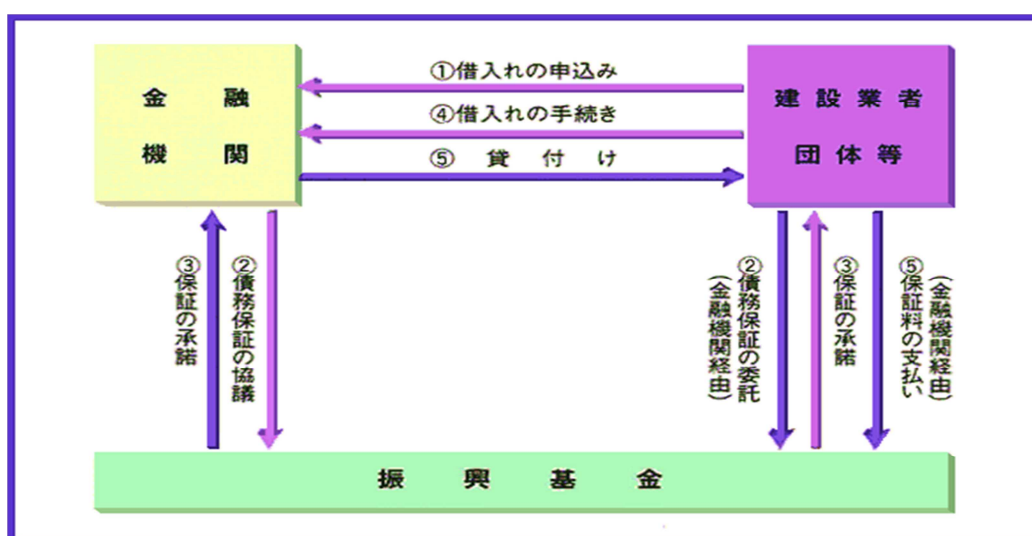 金融
機関
①借入れの申込み
④借入れの手続き
⑤貸付け
建設業者
団体等
③保証の承諾
②債務保証の協議
②債務保証の委託
(金融機関経由)
③保証の承諾
⑤保証料の支払い
(金融機関経由)
振興基金